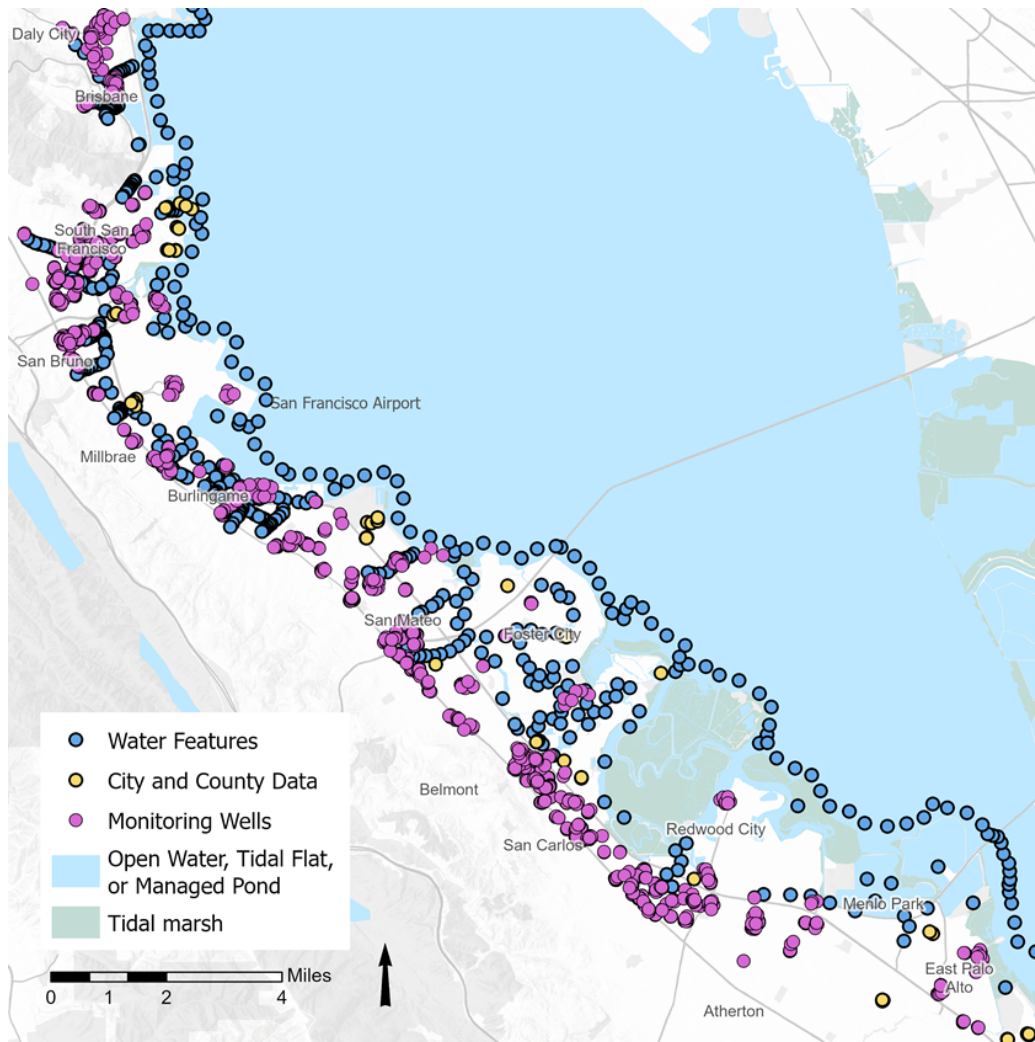 Daly City
Brisbane
South San
Francisco
San Bruno
San Francisco Airport
Millbrae
Burlingame
San Mateo
Foster City
Belmont
San Carlos
Redwood City
Menlo Park
East Palo
Alto
Atherton
Water Features
City and County Data
Monitoring Wells
Open Water, Tidal Flat,
or Managed Pond
Tidal marsh
Miles
0 1 2 4